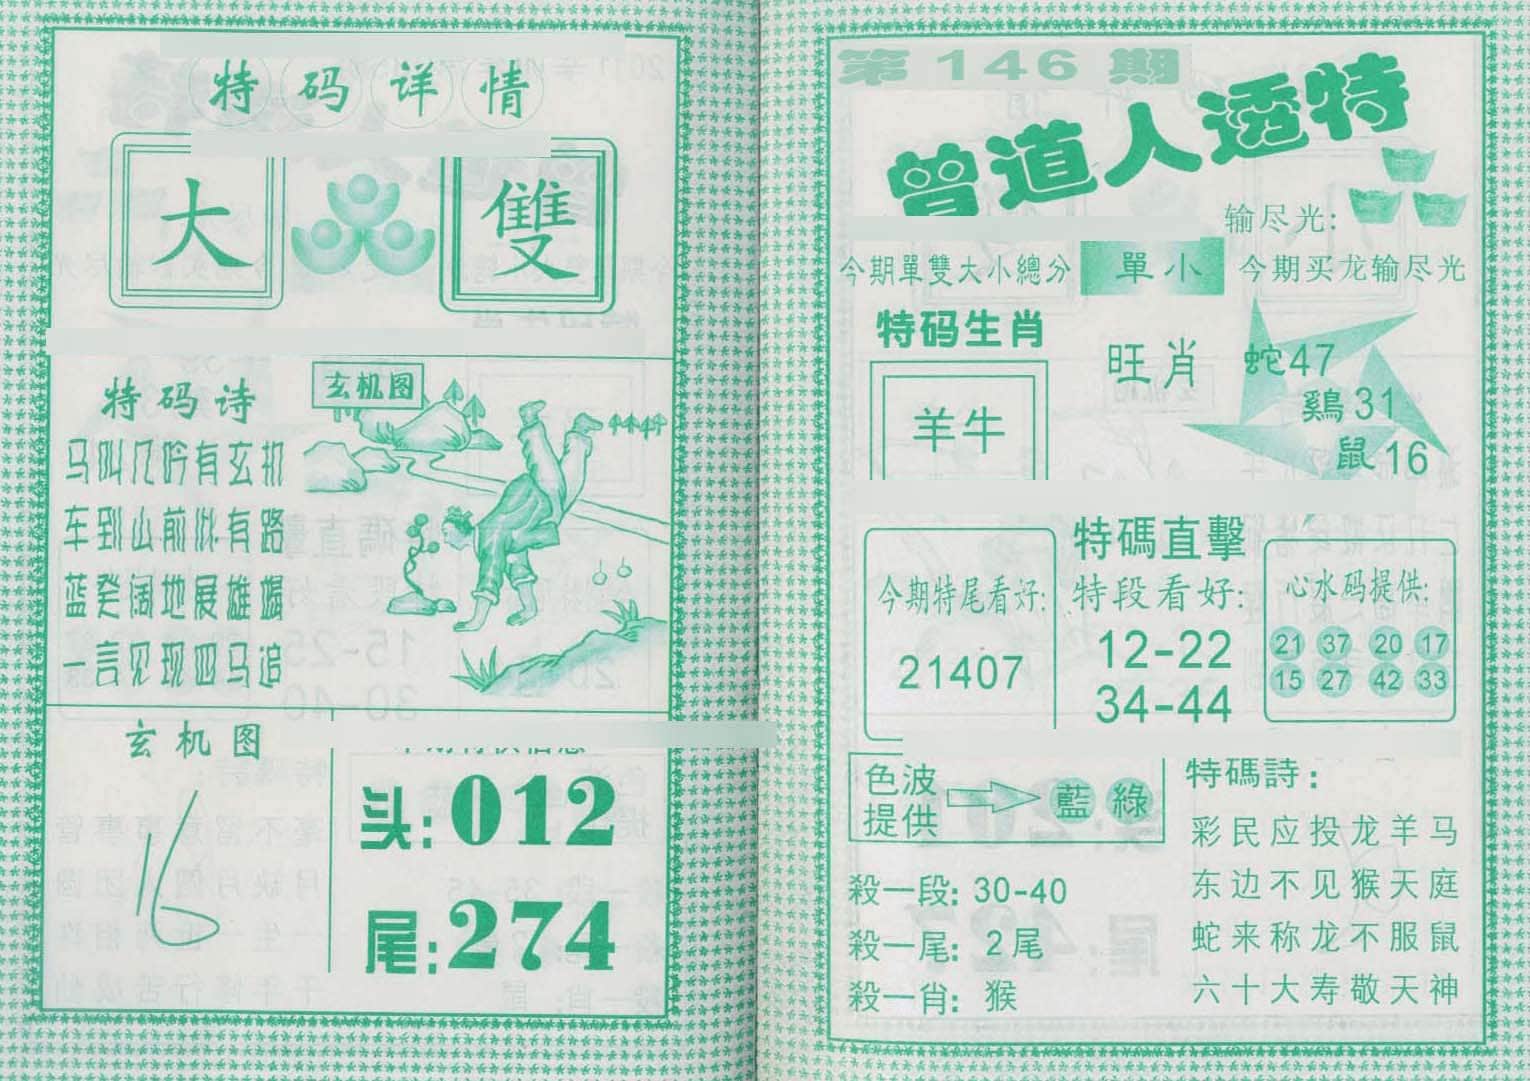 特码详情
大
雙
特码诗
玄机图
马叫几吟有玄机
车到山前必有路
蓝癸阔地展雄
一言见现四马追
玄机图
16
头:012
尾:274
第146期
曾道人透特
输尽光:
今期單雙大小總分 單小 今期买龙输尽光
特码生肖
羊牛
旺肖
蛇47
鷄31
鼠16
特碼直擊
今期特尾看好:
21407
特段看好:
12-22
34-44
心水码提供:
21 37 20 17
15 27 42 33
色波
提供
藍 綠
殺一段: 30-40
殺一尾: 2尾
殺一肖: 猴
特碼詩:
彩民应投龙羊马
东边不见猴天庭
蛇来称龙不服鼠
六十大寿敬天神